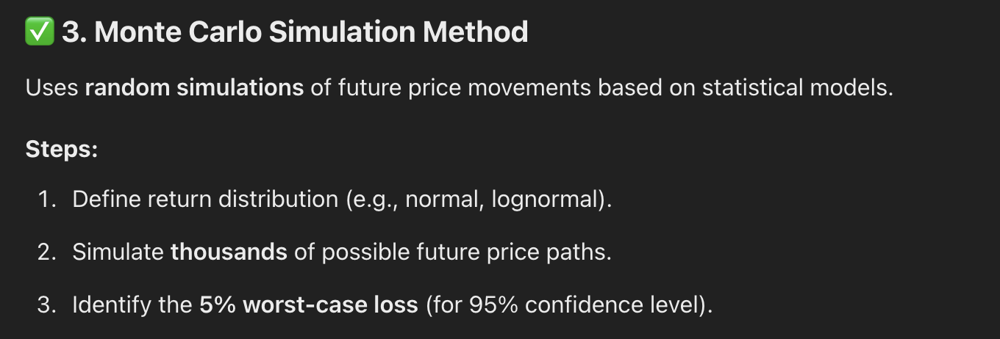 ✅ 3. Monte Carlo Simulation Method
Uses random simulations of future price movements based on statistical models.
Steps:
1. Define return distribution (e.g., normal, lognormal).
2. Simulate thousands of possible future price paths.
3. Identify the 5% worst-case loss (for 95% confidence level).